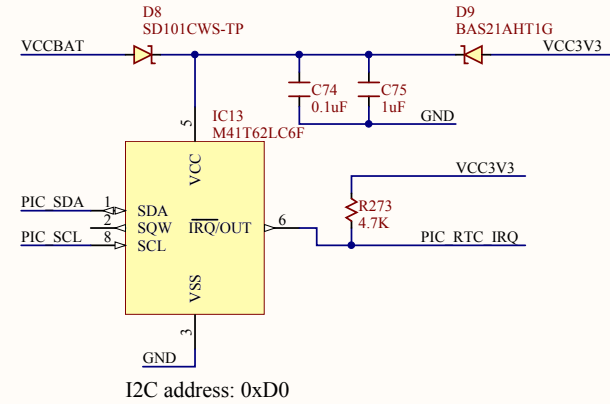 D8
SD101CWS-TP
D9
BAS21AHT1G
VCCBAT
VCC3V3
C74
0.1uF
C75
1uF
GND
IC13
M41T62LC6F
5
VCC
VCC3V3
PIC_SDA
1
SDA
2
SQW
PIC_SCL
8
SCL
IRQ/OUT
6
R273
4.7K
PIC_RTC_IRQ
VSS
3
GND
I2C address: 0xD0